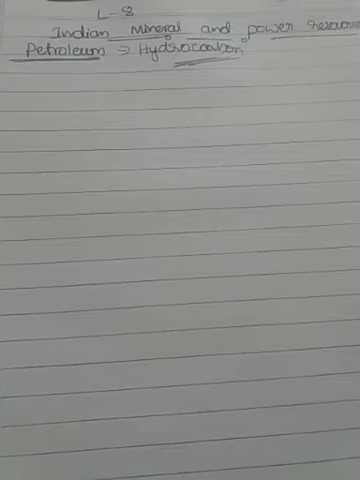 L-8
Indian mineral and power resource
Petroleum → Hydrocarbon